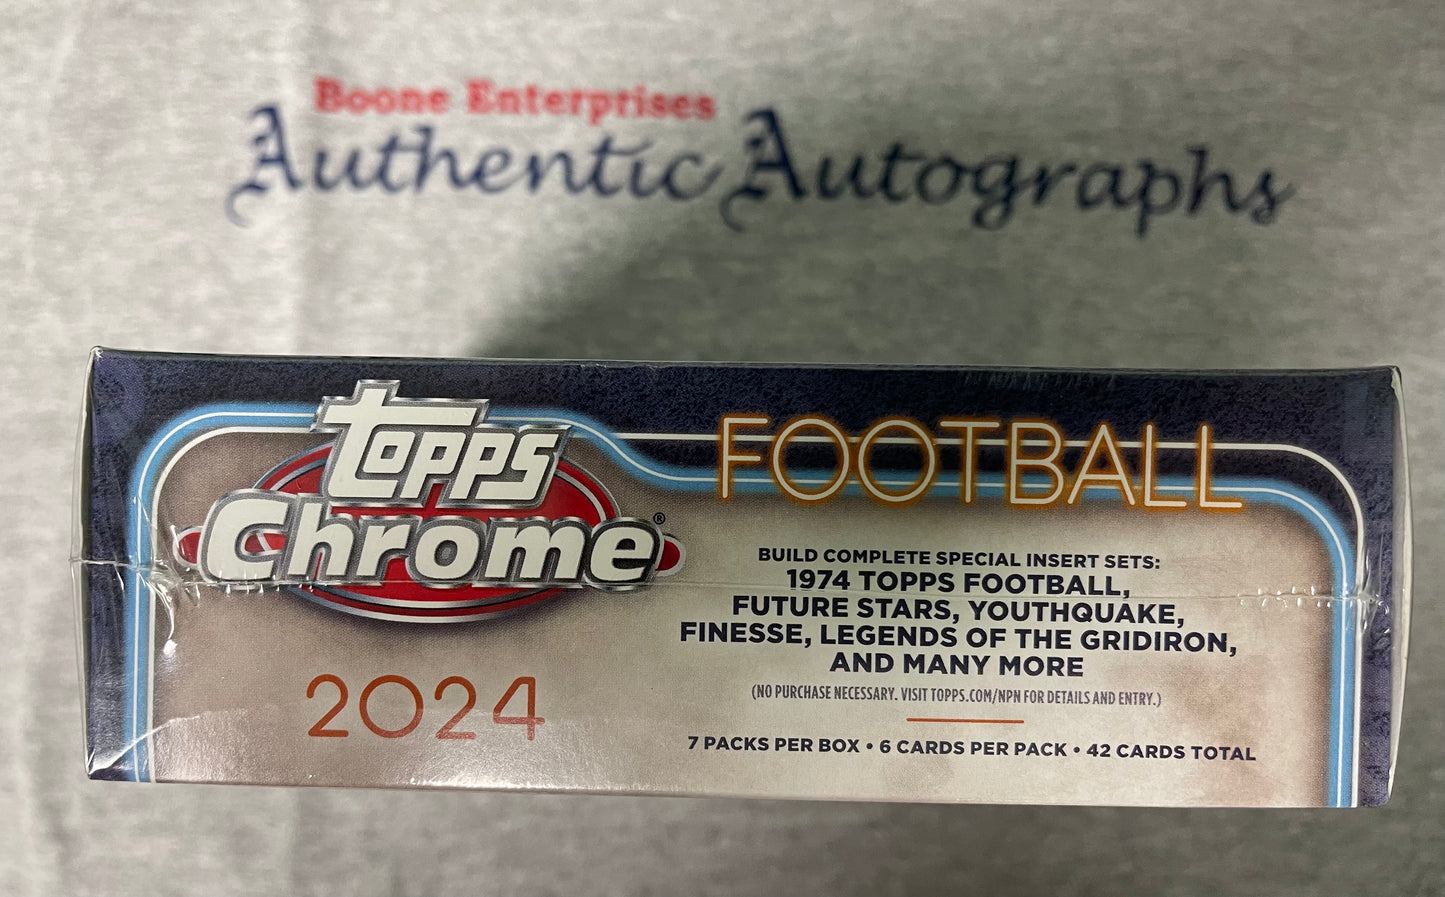 Boone Enterprises
Authentic Autographs
Topps
Chrome®
FOOTBALL
BUILD COMPLETE SPECIAL INSERT SETS:
1974 TOPPS FOOTBALL,
FUTURE STARS, YOUTHQUAKE,
FINESSE, LEGENDS OF THE GRIDIRON,
AND MANY MORE
(NO PURCHASE NECESSARY. VISIT TOPPS.COM/NPN FOR DETAILS AND ENTRY.)
2024
7 PACKS PER BOX • 6 CARDS PER PACK • 42 CARDS TOTAL